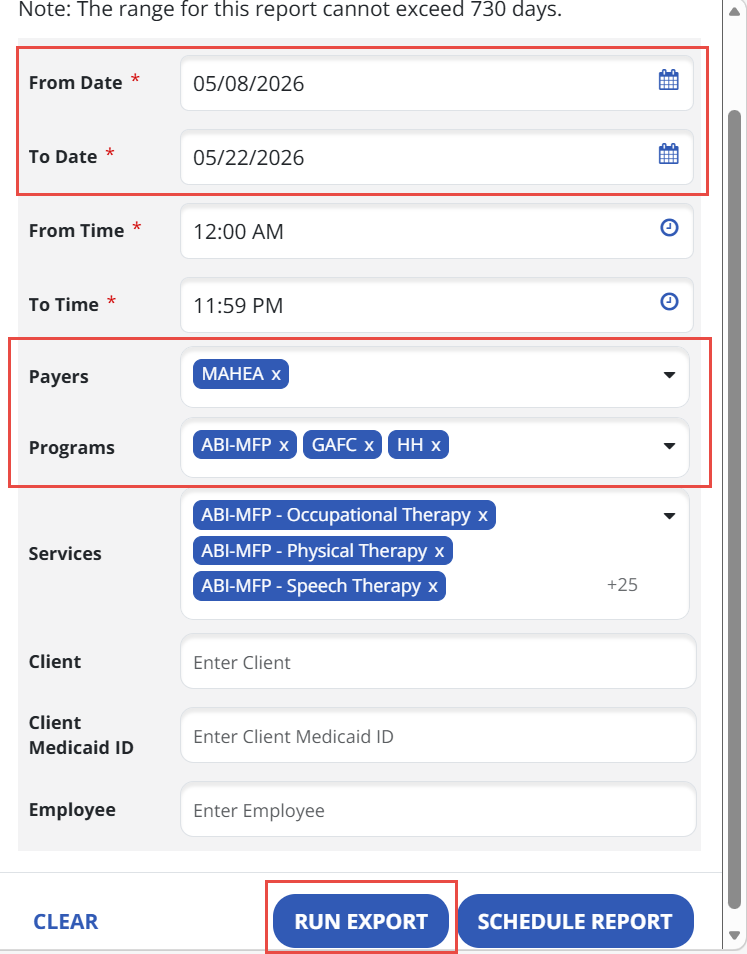 Note: The range for this report cannot exceed 730 days.
From Date *
05/08/2026
To Date *
05/22/2026
From Time *
12:00 AM
To Time *
11:59 PM
Payers
MAHEA x
Programs
ABI-MFP x GAFC x HH x
Services
ABI-MFP - Occupational Therapy x
ABI-MFP - Physical Therapy x
ABI-MFP - Speech Therapy x
+25
Client
Enter Client
Client
Medicaid ID
Enter Client Medicaid ID
Employee
Enter Employee
CLEAR
RUN EXPORT
SCHEDULE REPORT